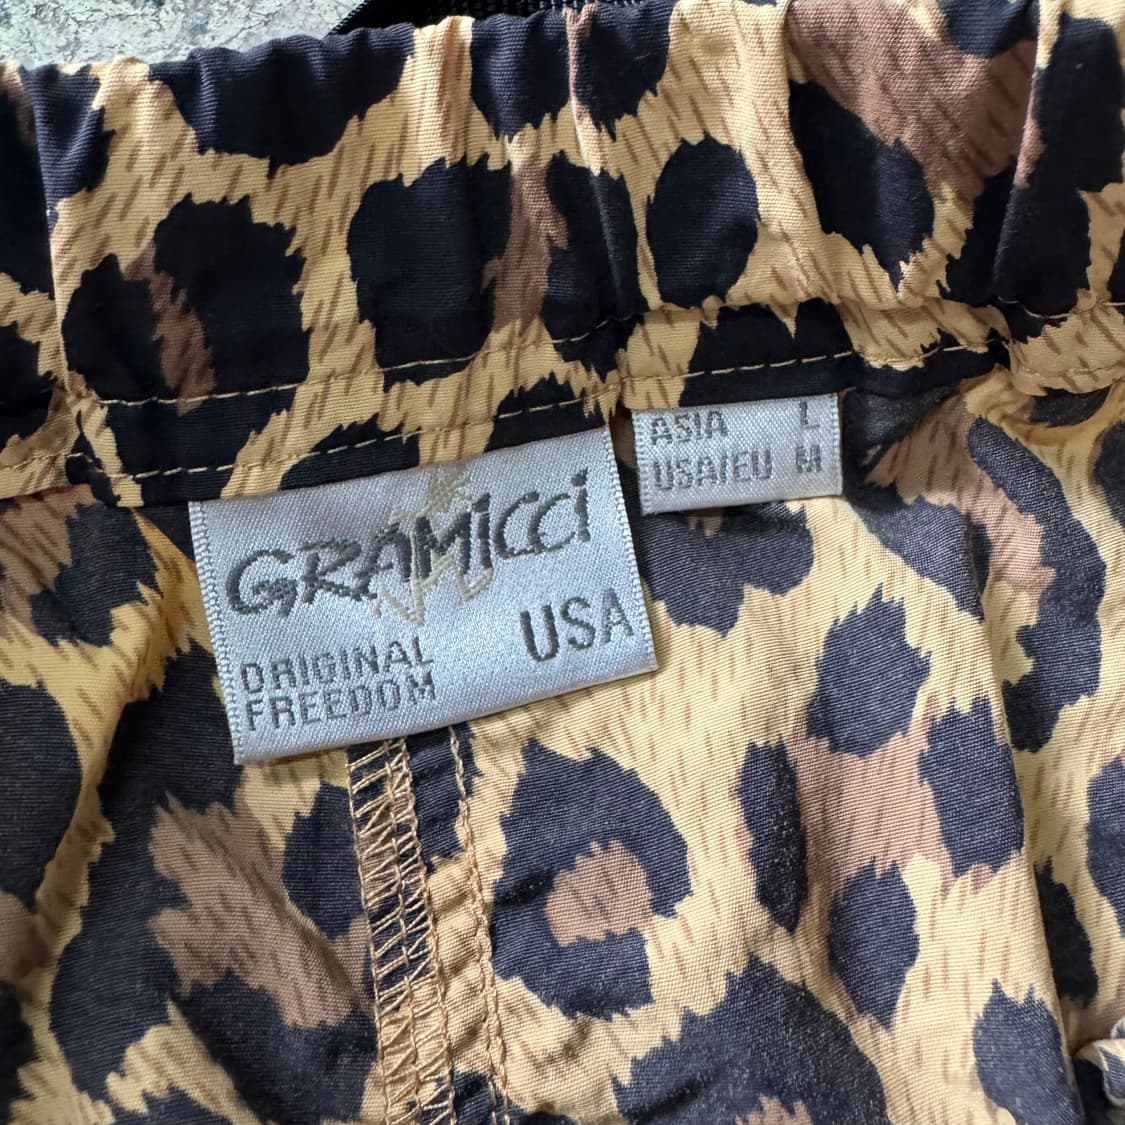 GRAMICCI
USA
ORIGINAL
FREEDOM
ASIA L
USA/EU M